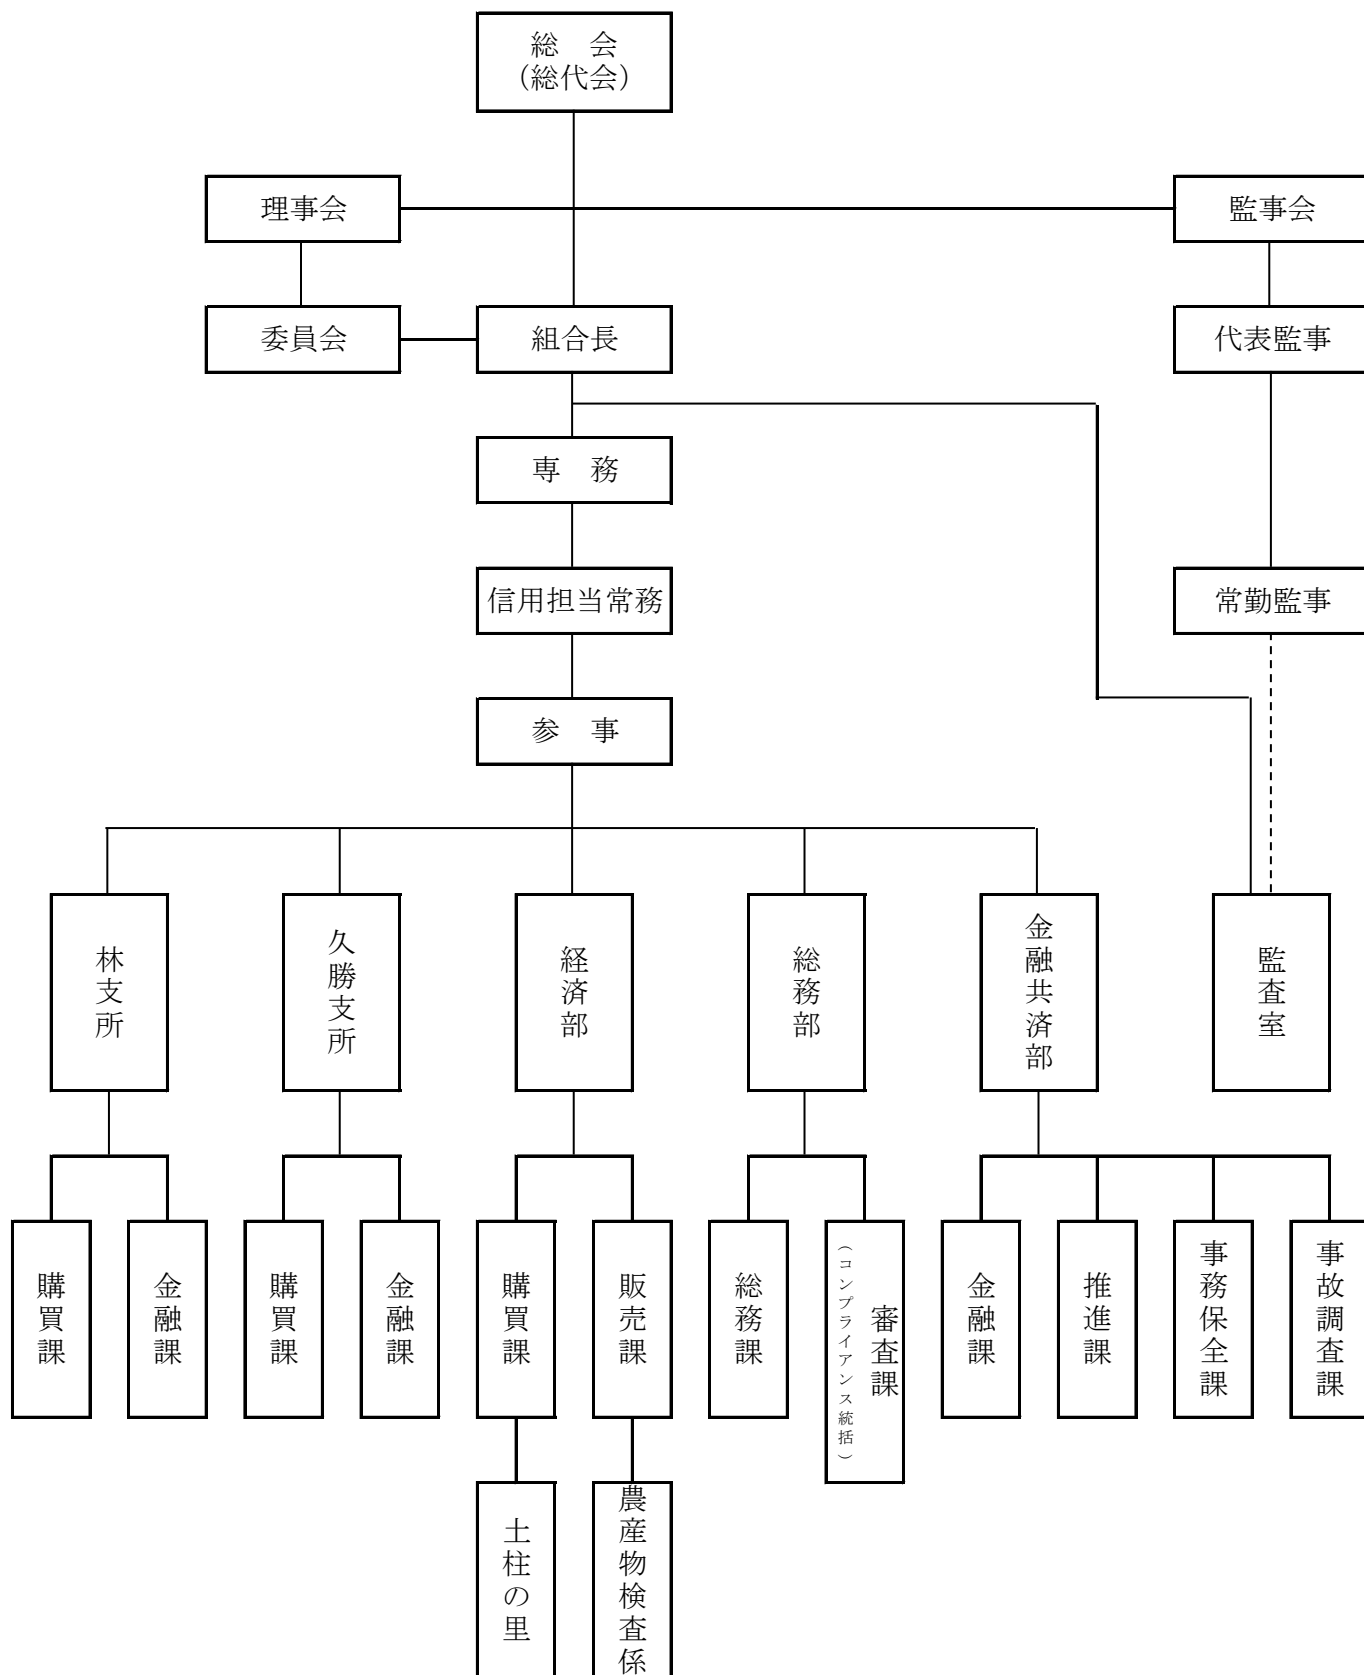 総　会
（総代会）
理事会
監事会
委員会
組合長
代表監事
専　務
信用担当常務
常勤監事
参　事
林支所
久勝支所
経済部
総務部
金融共済部
監査室
購買課
金融課
購買課
金融課
購買課
販売課
総務課
審査課
（コンプライアンス統括）
金融課
推進課
事務保全課
事故調査課
土柱の里
農産物検査係